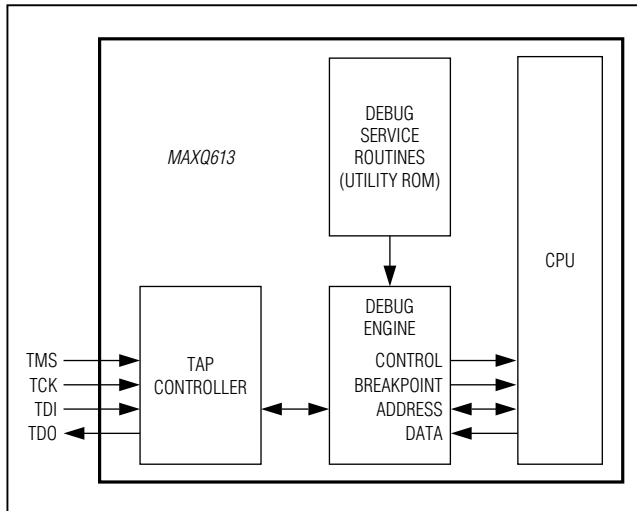 MAXQ613
DEBUG
SERVICE
ROUTINES
(UTILITY ROM)
CPU
DEBUG
ENGINE
CONTROL
BREAKPOINT
ADDRESS
DATA
TAP
CONTROLLER
TMS
TCK
TDI
TDO